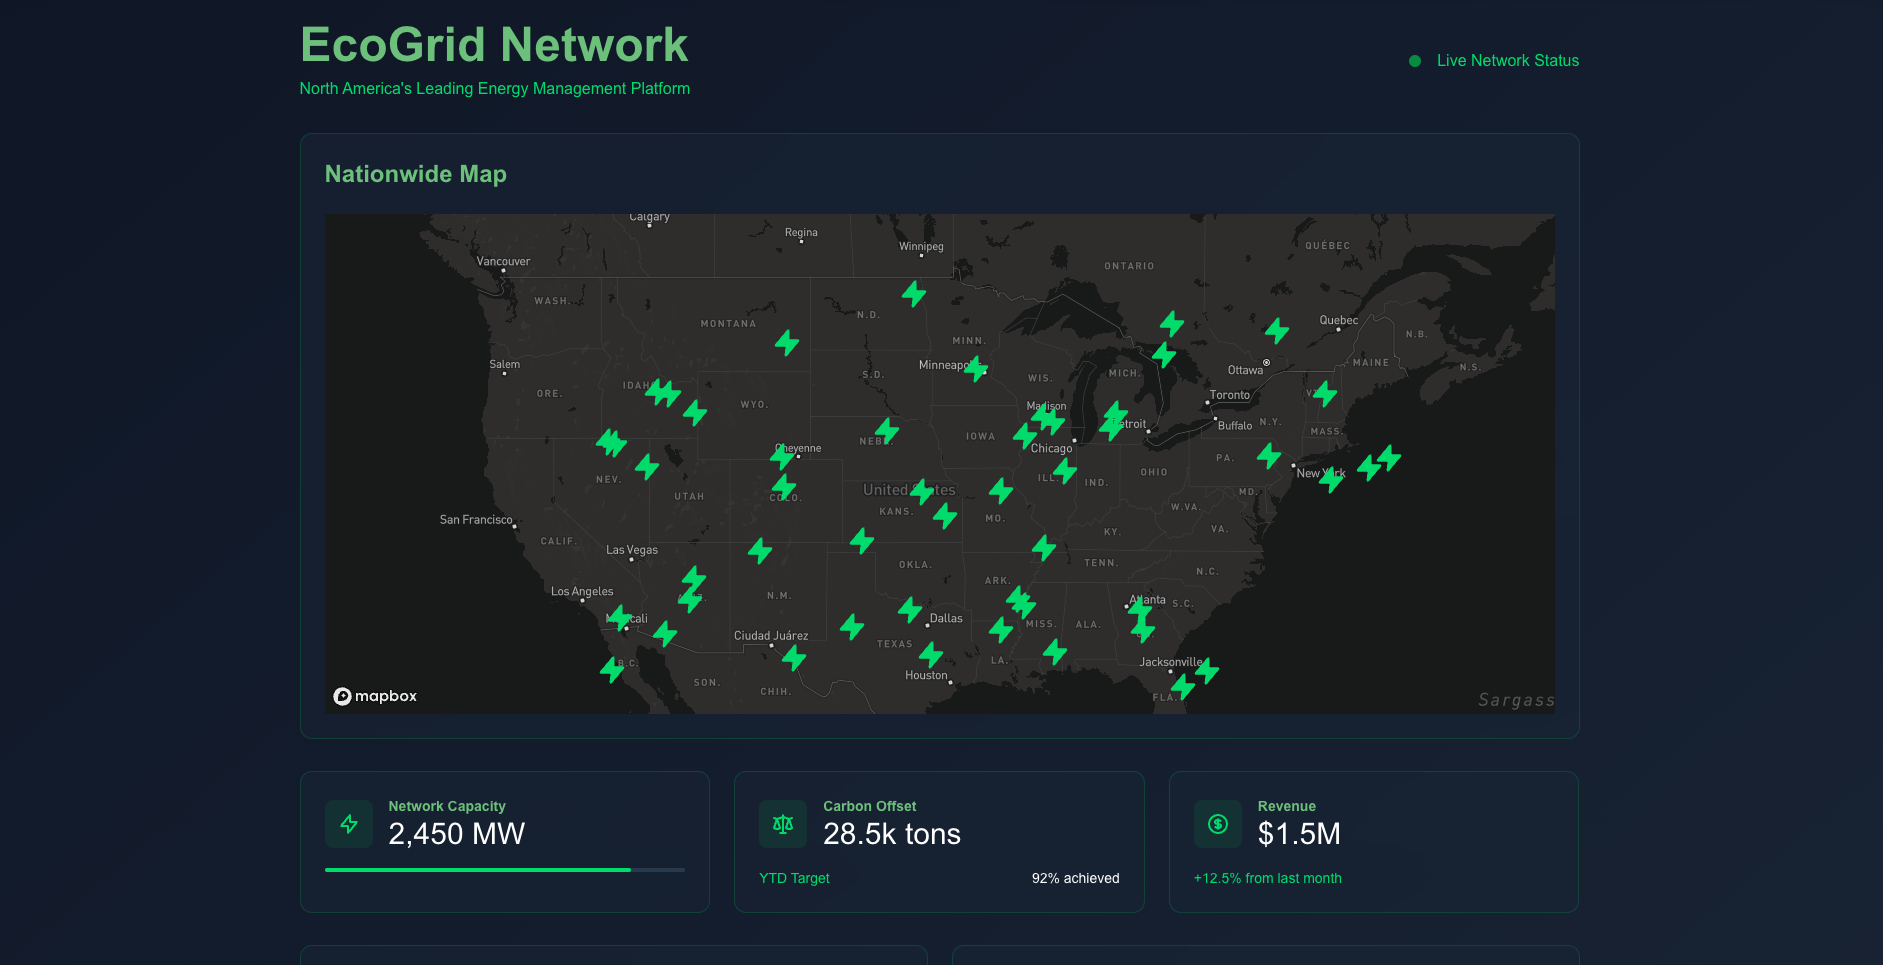 EcoGrid Network
North America's Leading Energy Management Platform
Live Network Status
Nationwide Map
Calgary
Regina
Winnipeg
QUÉBEC
Vancouver
ONTARIO
WASH.
MONTANA
N.D.
Quebec
N.B.
MINN.
Salem
Minneapo
MAINE
N.S.
Ottawa
S.D.
WIS.
MICH.
IDAH
ORE.
WYO.
Toronto
Madison
N.Y.
Buffalo
etroit
MASS.
NEB
IOWA
Cheyenne
Chicago
PA.
OHIO
New York
NEV.
UTAH
COLO.
United States
ILL.
IND.
MD.
W.VA.
KANS.
MO.
San Francisco
VA.
KY.
CALIF.
Las Vegas
OKLA.
TENN.
N.C.
ARK.
Los Angeles
N.M.
Atlanta
S.C.
Dallas
MISS.
ALA.
Ciudad Juárez
TEXAS
LA.
Jacksonville
B.C.
Houston
SON.
CHIH.
FLA.
mapbox
Sargass
Network Capacity
2,450 MW
Carbon Offset
28.5k tons
YTD Target
92% achieved
Revenue
$1.5M
+12.5% from last month